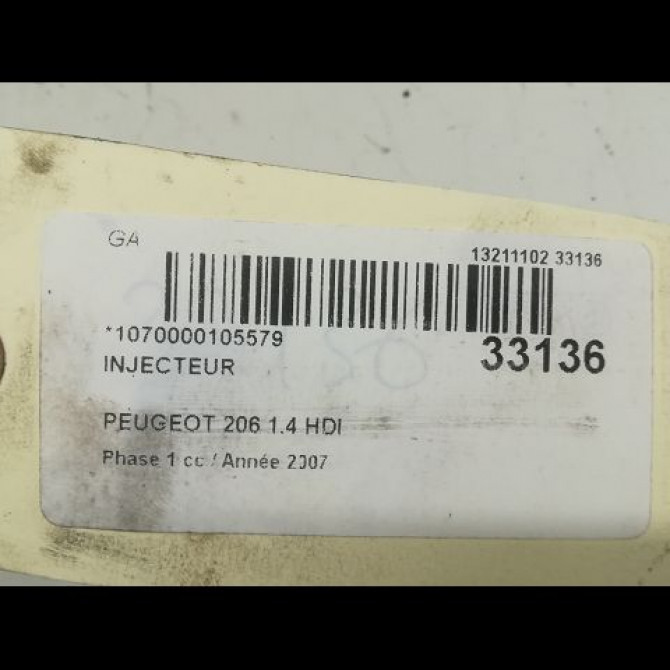 GA
13211102 33136
*1070000105579
33136
INJECTEUR
PEUGEOT 206 1.4 HDI
Phase 1 cc / Année 2007